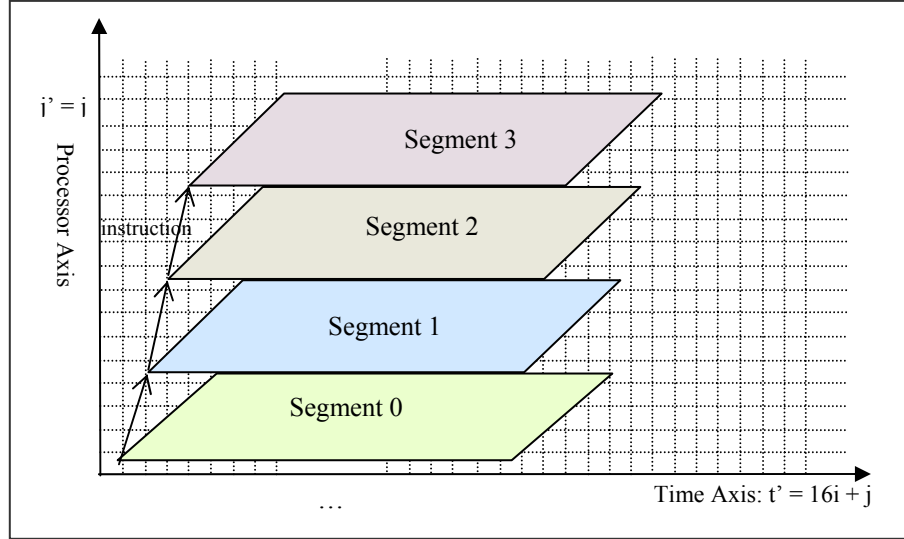 j' = j
Processor Axis
instruction
Segment 3
Segment 2
Segment 1
Segment 0
...
Time Axis: t' = 16i + j